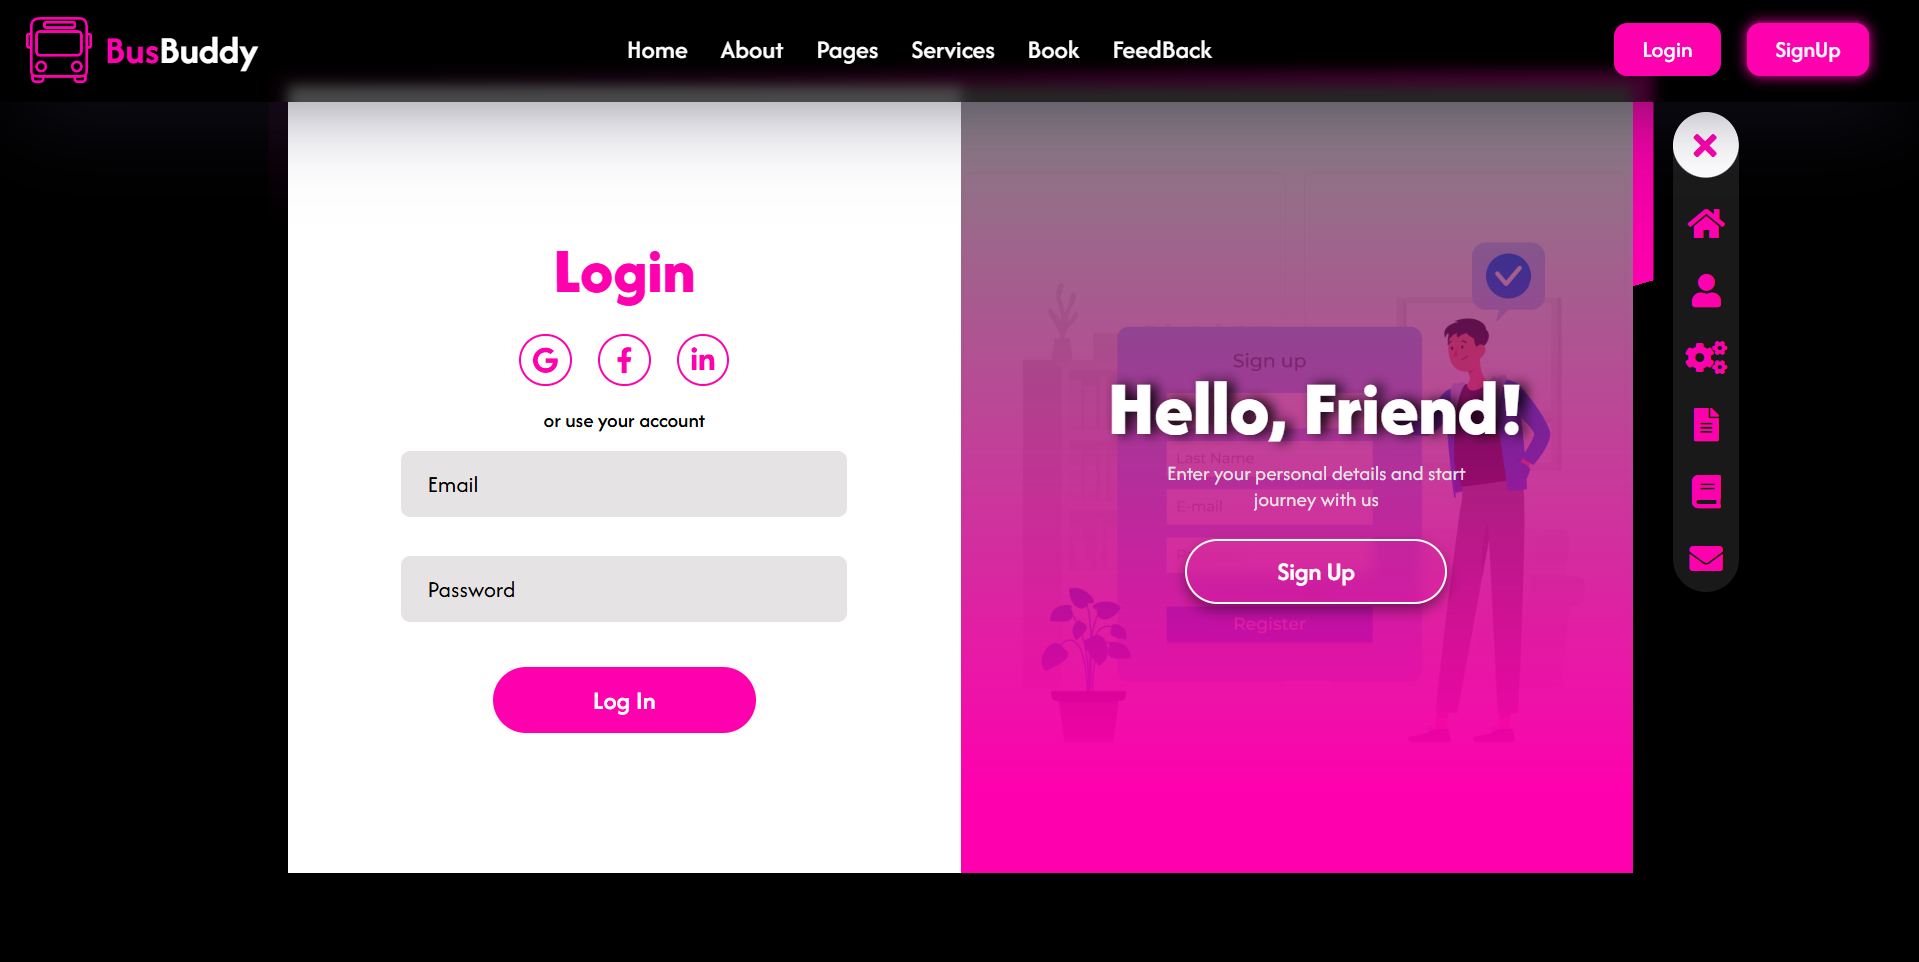 BusBuddy
Home About Pages Services Book FeedBack
Login SignUp
Login
or use your account
Email
Password
Log In
Sign up
Hello, Friend!
Last Name
Enter your personal details and start
journey with us
E-mail
Sign Up
Register